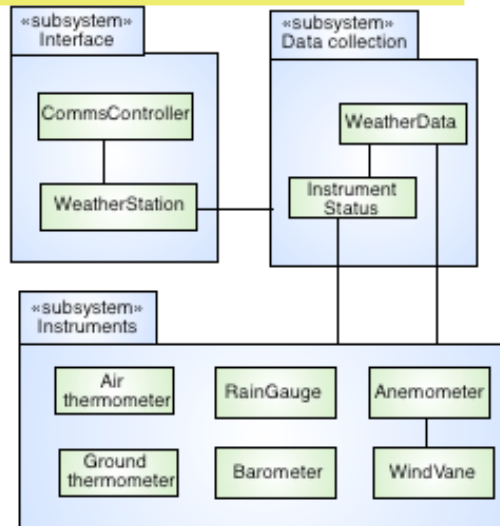 «subsystem»
Interface
CommsController
WeatherStation
«subsystem»
Data collection
WeatherData
Instrument
Status
«subsystem»
Instruments
Air
thermometer
RainGauge
Anemometer
Ground
thermometer
Barometer
WindVane